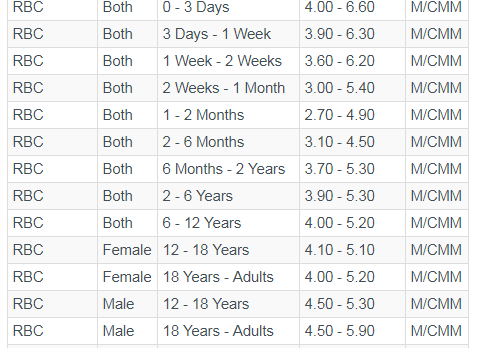 RBC Both 0 - 3 Days 4.00 - 6.60 M/CMM
RBC Both 3 Days - 1 Week 3.90 - 6.30 M/CMM
RBC Both 1 Week - 2 Weeks 3.60 - 6.20 M/CMM
RBC Both 2 Weeks - 1 Month 3.00 - 5.40 M/CMM
RBC Both 1 - 2 Months 2.70 - 4.90 M/CMM
RBC Both 2 - 6 Months 3.10 - 4.50 M/CMM
RBC Both 6 Months - 2 Years 3.70 - 5.30 M/CMM
RBC Both 2 - 6 Years 3.90 - 5.30 M/CMM
RBC Both 6 - 12 Years 4.00 - 5.20 M/CMM
RBC Female 12 - 18 Years 4.10 - 5.10 M/CMM
RBC Female 18 Years - Adults 4.00 - 5.20 M/CMM
RBC Male 12 - 18 Years 4.50 - 5.30 M/CMM
RBC Male 18 Years - Adults 4.50 - 5.90 M/CMM